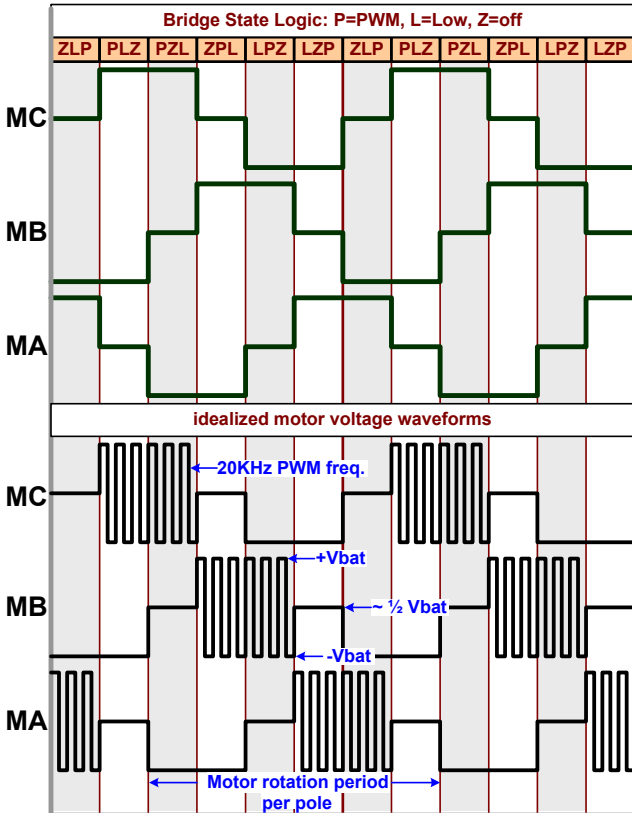 Bridge State Logic: P=PWM, L=Low, Z=off
ZLP PLZ PZL ZPL LPZ LZP ZLP PLZ PZL ZPL LPZ LZP
MC
MB
MA
idealized motor voltage waveforms
20KHz PWM freq.
MC
+Vbat
MB
~ ½ Vbat
-Vbat
MA
Motor rotation period
per pole